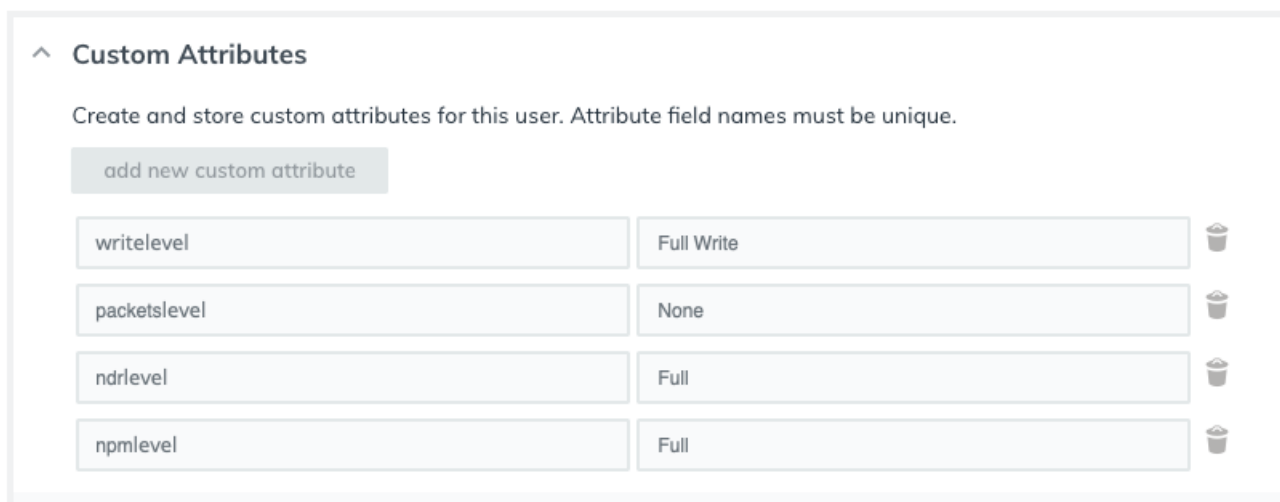 Custom Attributes
Create and store custom attributes for this user. Attribute field names must be unique.
add new custom attribute
writelevel Full Write
packetslevel None
ndrlevel Full
npmlevel Full